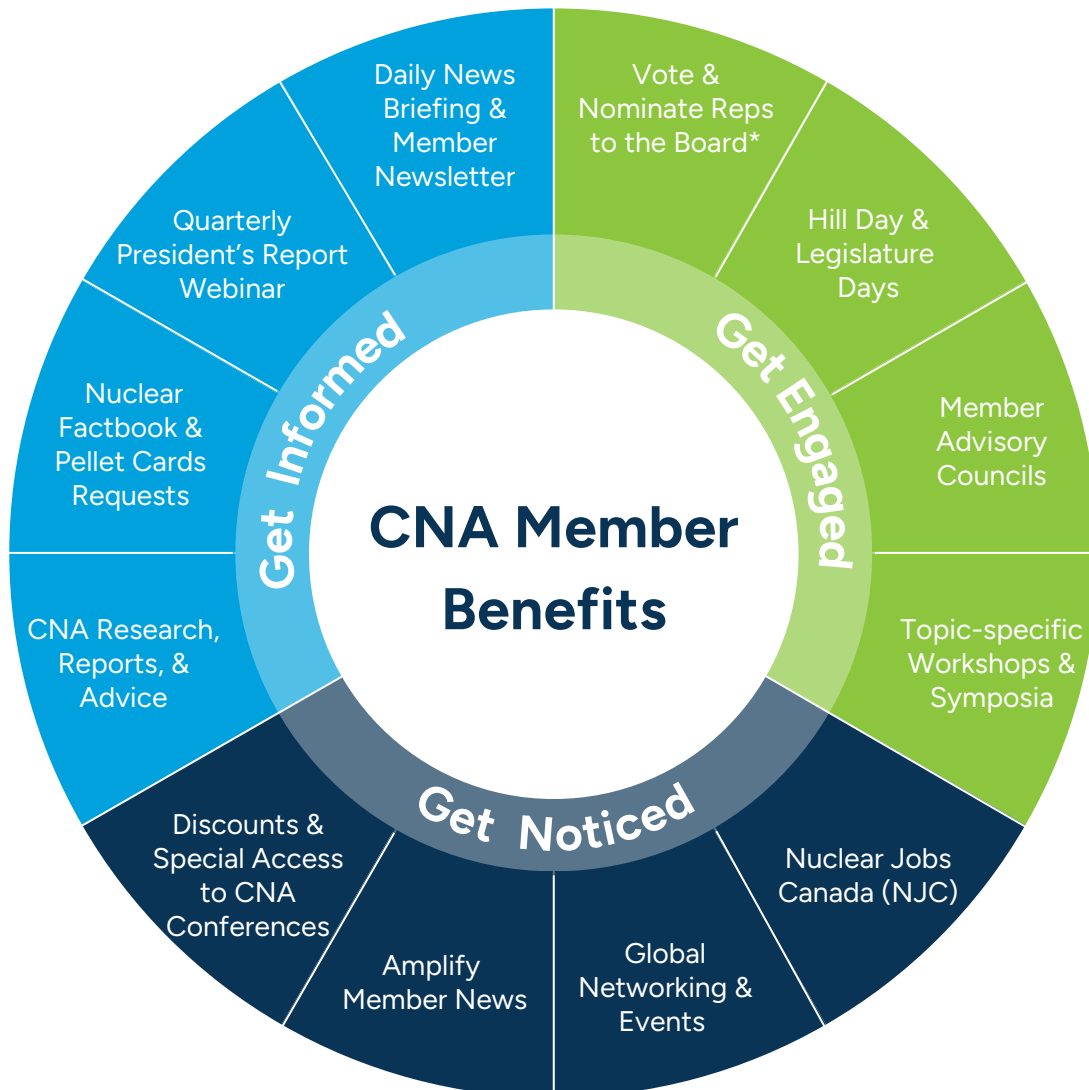 CNA Member
Benefits
Get Engaged
Vote &
Nominate Reps
to the Board*
Hill Day &
Legislature
Days
Member
Advisory
Councils
Topic-specific
Workshops &
Symposia
Get Noticed
Nuclear Jobs
Canada (NJC)
Global
Networking &
Events
Amplify
Member News
Discounts &
Special Access
to CNA
Conferences
Get Informed
CNA Research,
Reports, &
Advice
Nuclear
Factbook &
Pellet Cards
Requests
Quarterly
President’s Report
Webinar
Daily News
Briefing &
Member
Newsletter